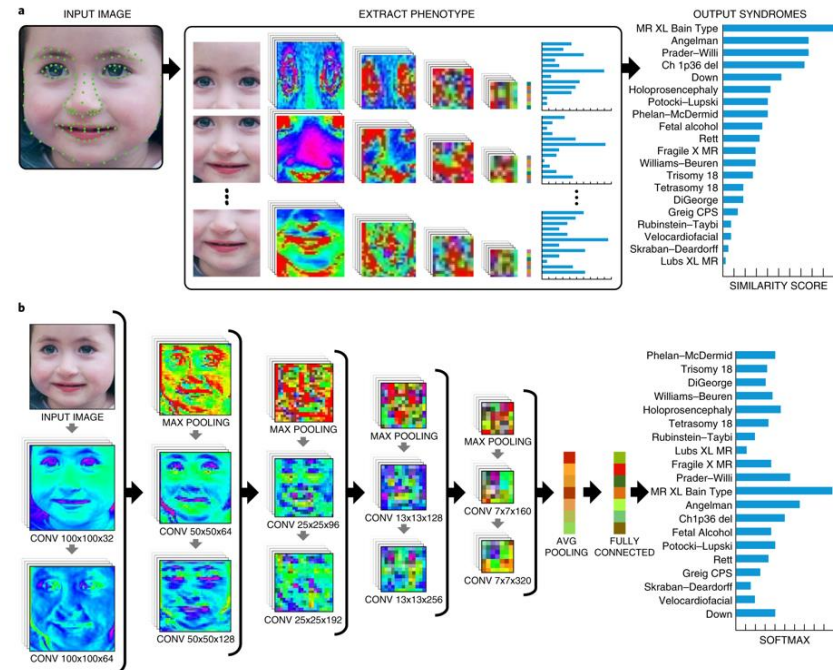 a
INPUT IMAGE
EXTRACT PHENOTYPE
OUTPUT SYNDROMES
MR XL Bain Type
Angelman
Prader–Willi
Ch 1p36 del
Down
Holoprosencephaly
Potocki–Lupski
Phelan–McDermid
Fetal alcohol
Rett
Fragile X MR
Williams–Beuren
Trisomy 18
Tetrasomy 18
DiGeorge
Greig CPS
Rubinstein–Taybi
Velocardiofacial
Skraban–Deardorff
Lubs XL MR
SIMILARITY SCORE
b
INPUT IMAGE
CONV 100x100x32
CONV 100x100x64
MAX POOLING
CONV 50x50x64
CONV 50x50x128
MAX POOLING
CONV 25x25x96
CONV 25x25x192
MAX POOLING
CONV 13x13x128
CONV 13x13x256
MAX POOLING
CONV 7x7x160
CONV 7x7x320
AVG
POOLING
FULLY
CONNECTED
Phelan–McDermid
Trisomy 18
DiGeorge
Williams–Beuren
Holoprosencephaly
Tetrasomy 18
Rubinstein–Taybi
Lubs XL MR
Fragile X MR
Prader–Willi
MR XL Bain Type
Angelman
Ch1p36 del
Fetal Alcohol
Potocki–Lupski
Rett
Greig CPS
Skraban–Deardorff
Velocardiofacial
Down
SOFTMAX